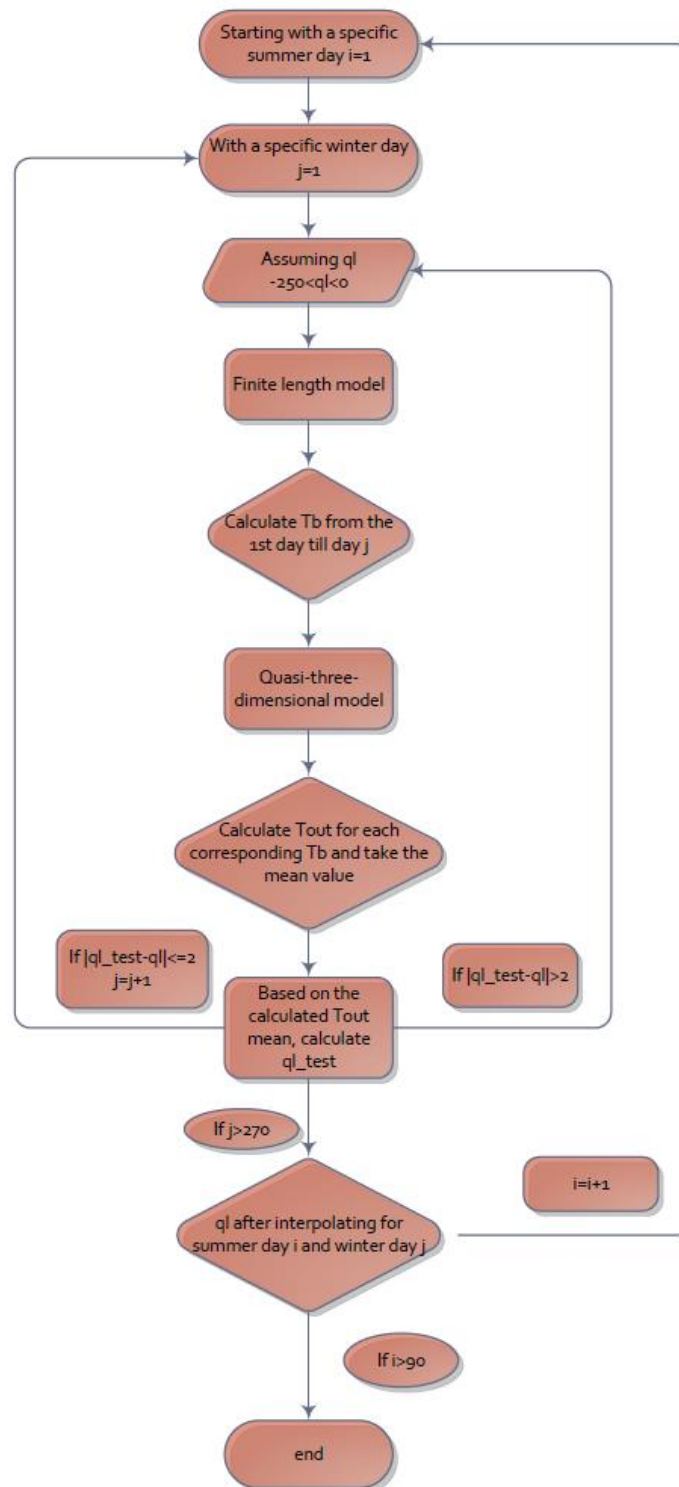 Starting with a specific
summer day i=1
With a specific winter day
j=1
Assuming ql
-250<ql<0
Finite length model
Calculate Tb from the
1st day till day j
Quasi-three-
dimensional model
Calculate Tout for each
corresponding Tb and take the
mean value
If |ql_test-ql|<=2
j=j+1
If |ql_test-ql|>2
Based on the
calculated Tout
mean, calculate
ql_test
If j>270
i=i+1
ql after interpolating for
summer day i and winter day j
If i>90
end